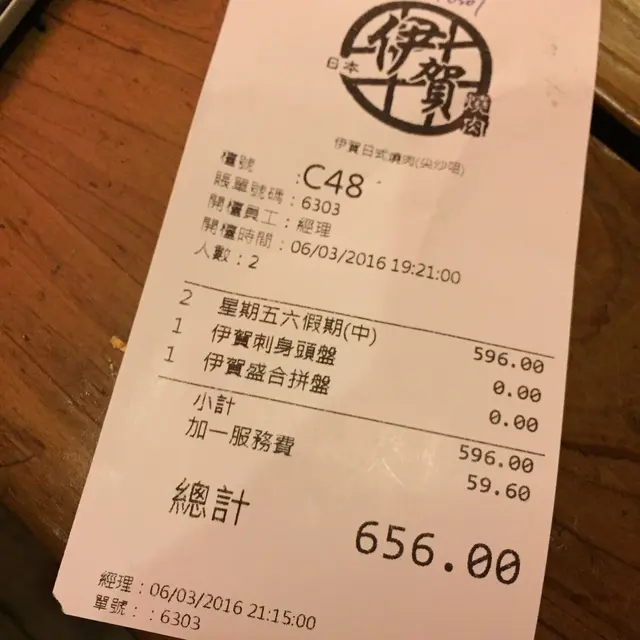 日本
伊賀
燒肉
伊賀日式燒肉(尖沙咀)
檯號 : C48
賬單號碼 : 6303
開檯員工 : 經理
開檯時間 : 06/03/2016 19:21:00
人數 : 2
2 星期五六假期(中) 596.00
1 伊賀刺身頭盤 0.00
1 伊賀盛合拼盤 0.00
小計 596.00
加一服務費 59.60
總計 656.00
經理 : 06/03/2016 21:15:00
單號 : : 6303